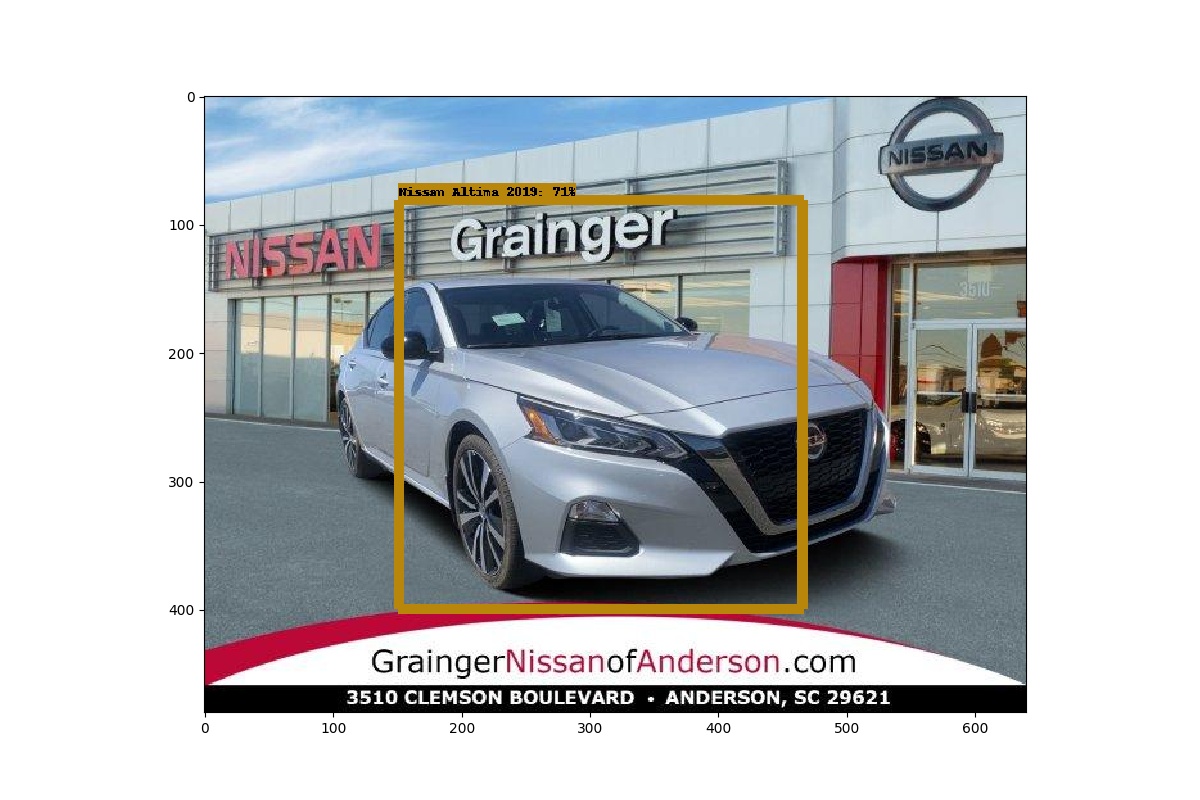 0
100
200
300
400
0
100
200
300
400
500
600
Nissan Altima 2019: 71%
NISSAN
NISSAN
Grainger
3510
GraingerNissanofAnderson.com
3510 CLEMSON BOULEVARD • ANDERSON, SC 29621